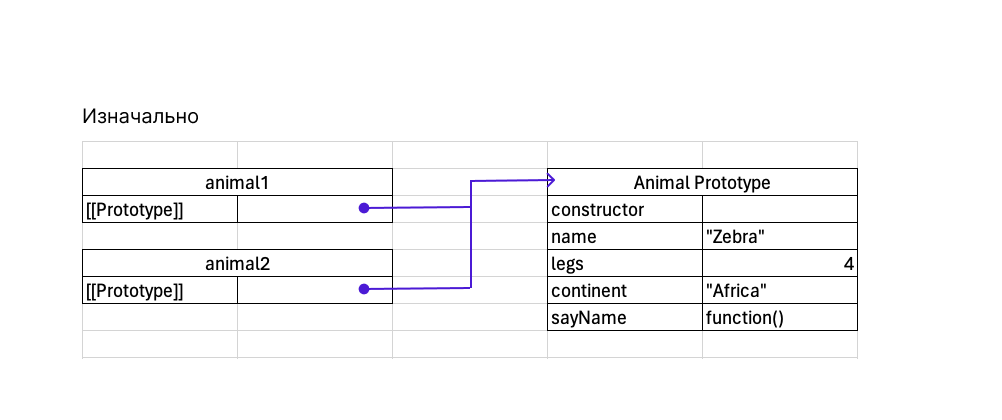 Изначально
animal1
[[Prototype]]
animal2
[[Prototype]]
Animal Prototype
constructor
name "Zebra"
legs 4
continent "Africa"
sayName function()